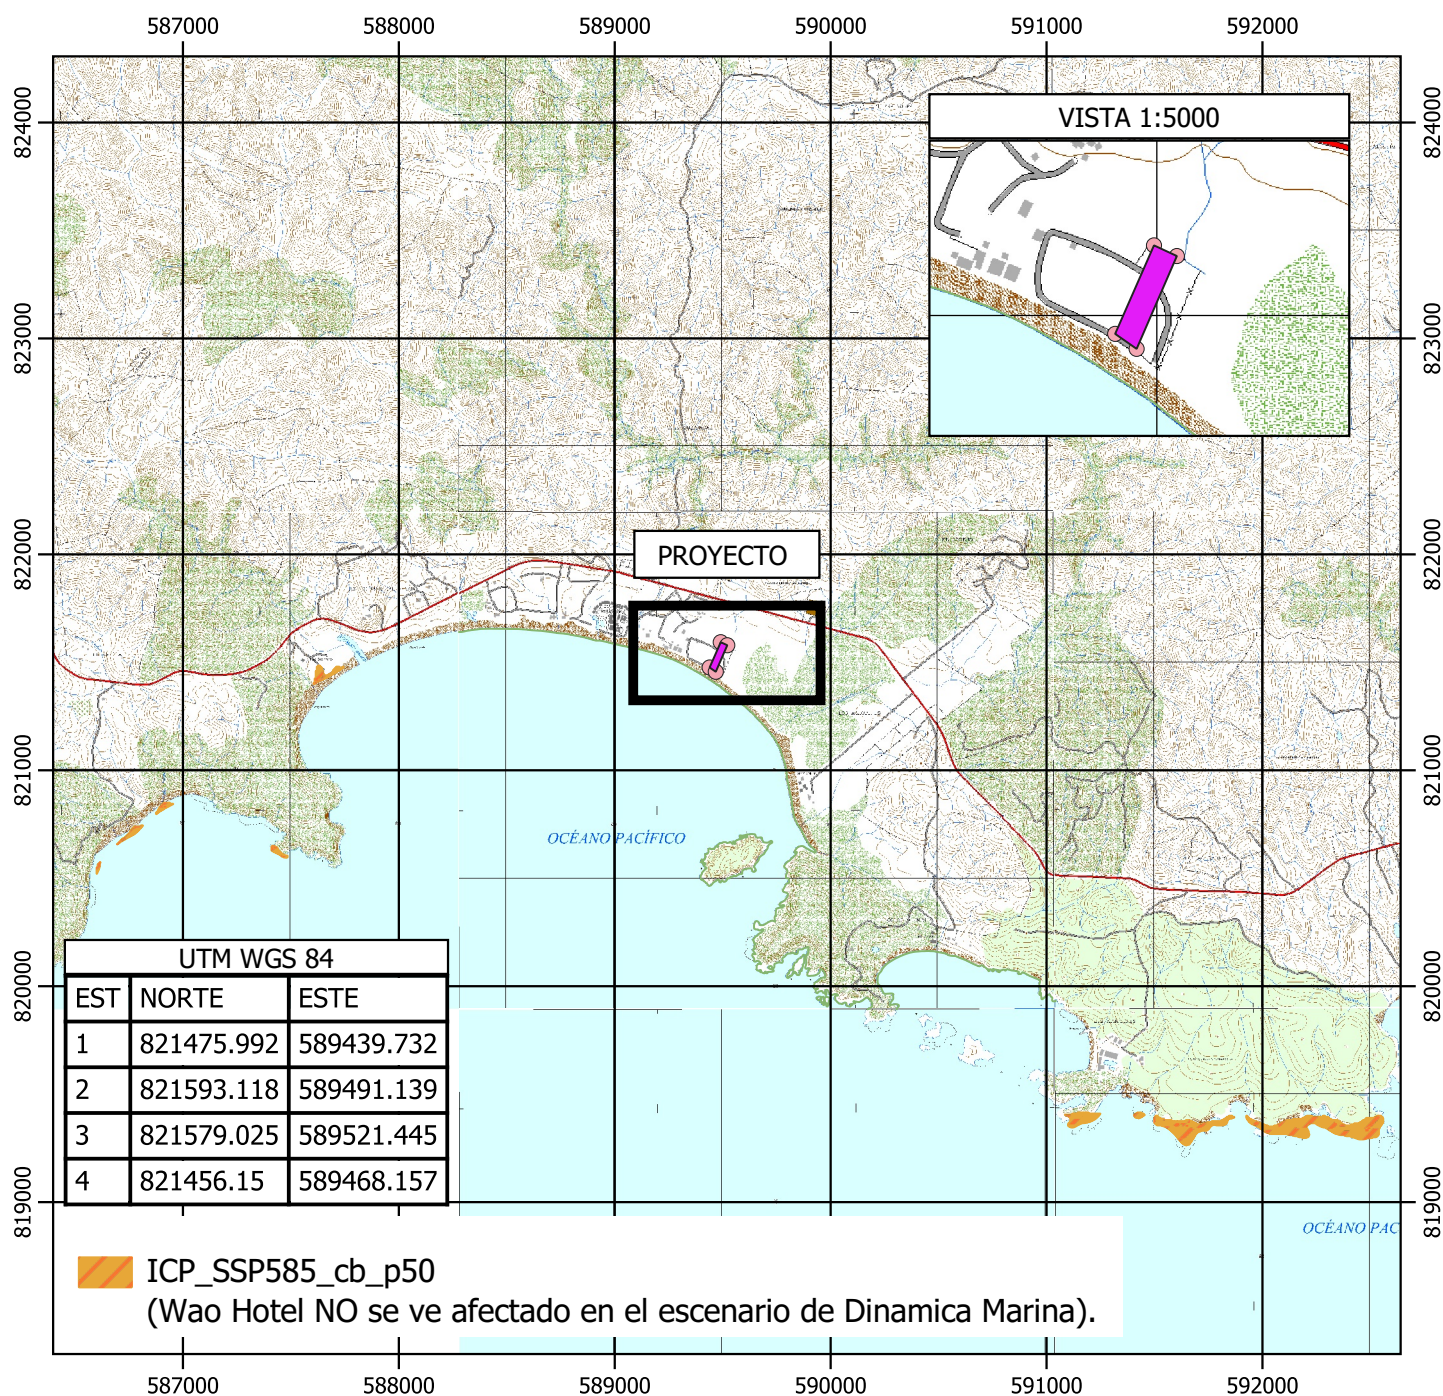 587000 588000 589000 590000 591000 592000
824000 824000
VISTA 1:5000
823000 823000
822000 822000
PROYECTO
821000 821000
OCÉANO PACÍFICO
UTM WGS 84
EST NORTE ESTE
820000 820000
1 821475.992 589439.732
2 821593.118 589491.139
3 821579.025 589521.445
4 821456.15 589468.157
819000 819000
OCÉANO PAC
ICP_SSP585_cb_p50
(Wao Hotel NO se ve afectado en el escenario de Dinamica Marina).
587000 588000 589000 590000 591000 592000